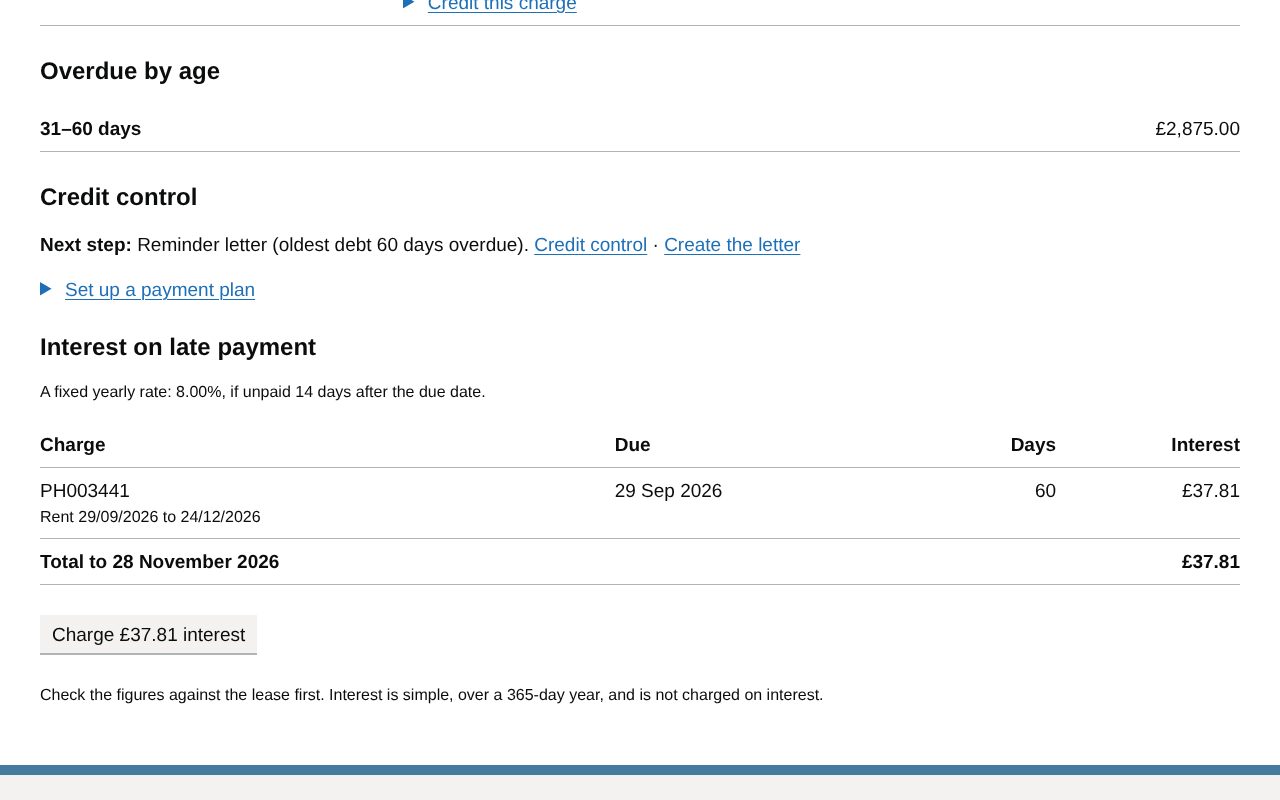 Credit this charge
Overdue by age
31–60 days £2,875.00
Credit control
Next step: Reminder letter (oldest debt 60 days overdue). Credit control · Create the letter
Set up a payment plan
Interest on late payment
A fixed yearly rate: 8.00%, if unpaid 14 days after the due date.
Charge Due Days Interest
PH003441 29 Sep 2026 60 £37.81
Rent 29/09/2026 to 24/12/2026
Total to 28 November 2026 £37.81
Charge £37.81 interest
Check the figures against the lease first. Interest is simple, over a 365-day year, and is not charged on interest.